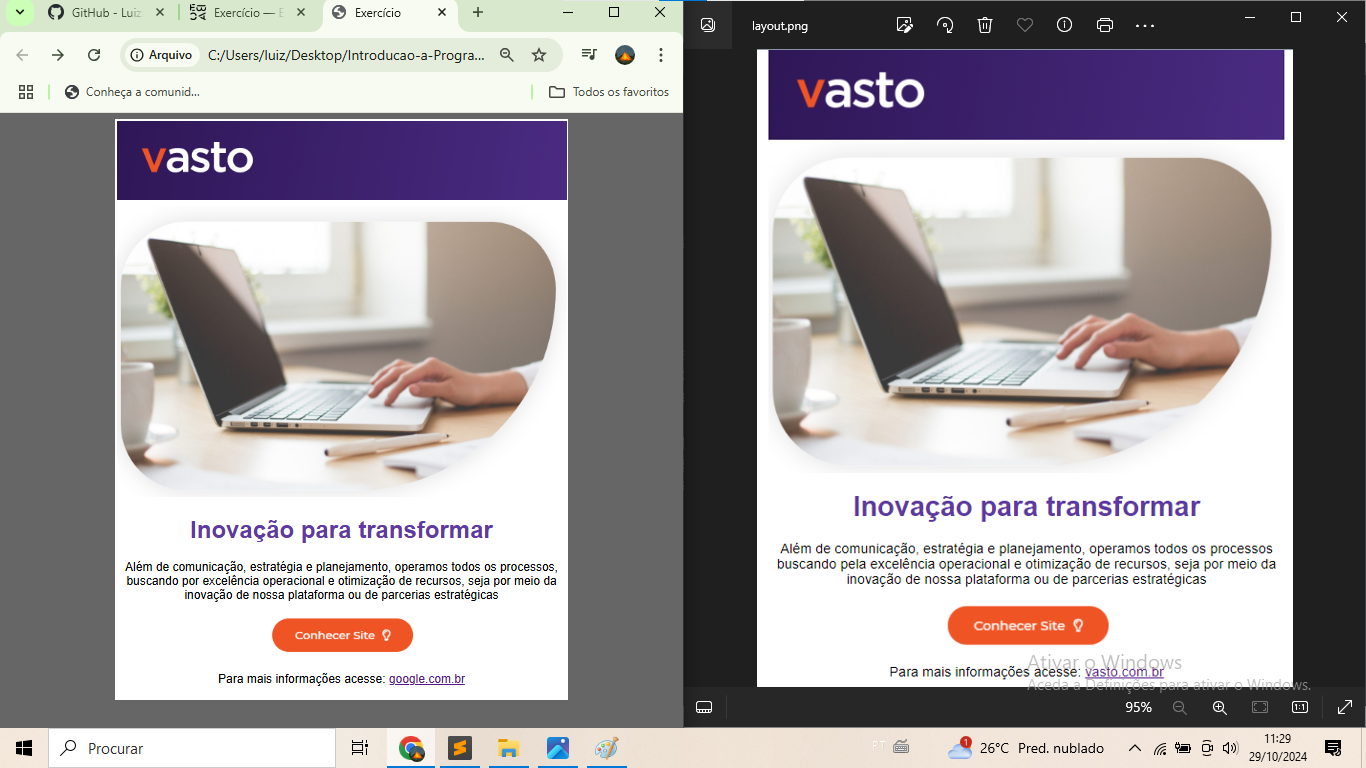 GitHub - Luiz
Exercício — E
Exercício
Arquivo
C:/Users/luiz/Desktop/Introducao-a-Progra...
Conheça a comunid...
Todos os favoritos
vasto
Inovação para transformar
Além de comunicação, estratégia e planejamento, operamos todos os processos,
buscando por excelência operacional e otimização de recursos, seja por meio da
inovação de nossa plataforma ou de parcerias estratégicas
Conhecer Site
Para mais informações acesse: google.com.br
layout.png
vasto
Inovação para transformar
Além de comunicação, estratégia e planejamento, operamos todos os processos
buscando pela excelência operacional e otimização de recursos, seja por meio da
inovação de nossa plataforma ou de parcerias estratégicas
Conhecer Site
Para mais informações acesse: vasto.com.br
Ativar o Windows
Aceda a Definições para ativar o Windows.
95%
1:1
Procurar
PT
1
26°C Pred. nublado
11:29
29/10/2024